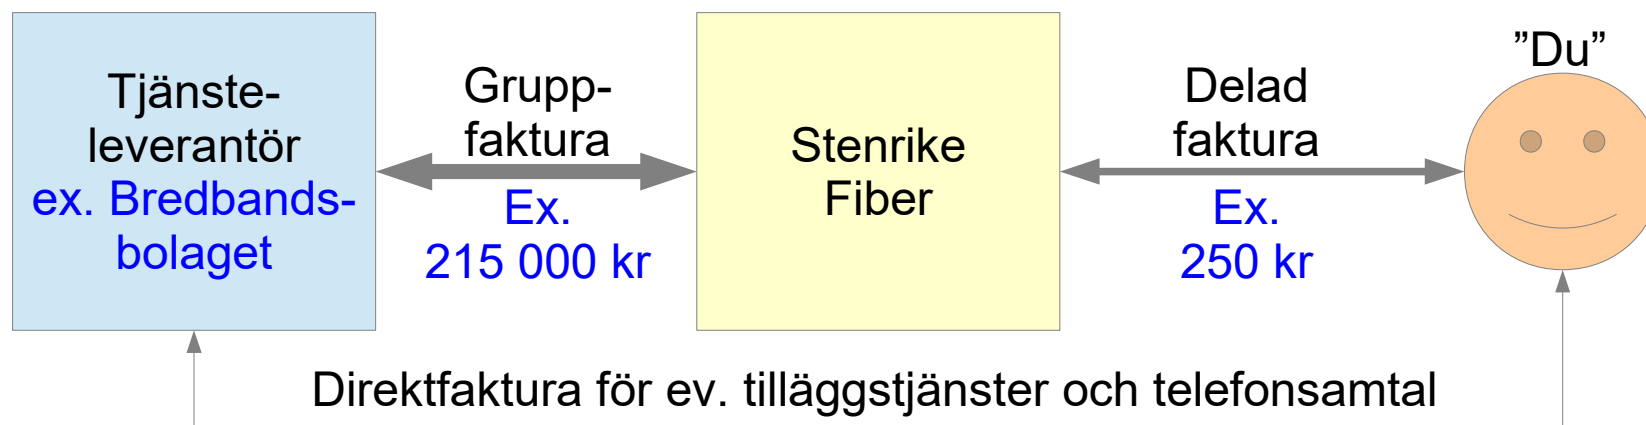 Tjänste-
leverantör
ex. Bredbands-
bolaget
Grupp-
faktura
Ex.
215 000 kr
Stenrike
Fiber
Delad
faktura
Ex.
250 kr
”Du”
Direktfaktura för ev. tilläggstjänster och telefonsamtal